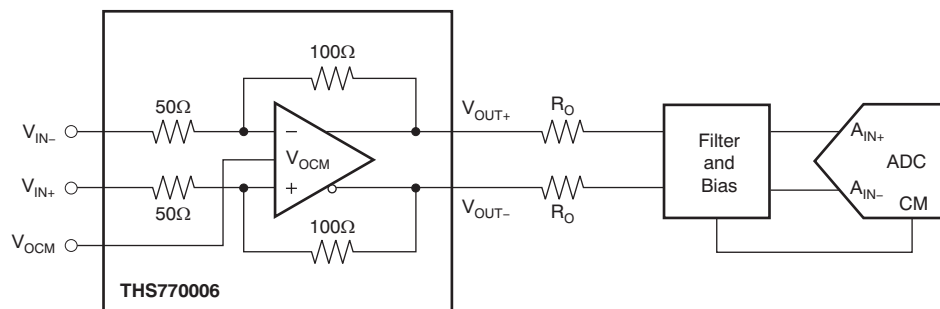 100Ω
50Ω
V_IN–
V_OUT+
R_O
–
V_OCM
+
V_IN+
50Ω
100Ω
V_OUT–
R_O
V_OCM
THS770006
Filter
and
Bias
A_IN+
ADC
A_IN–
CM